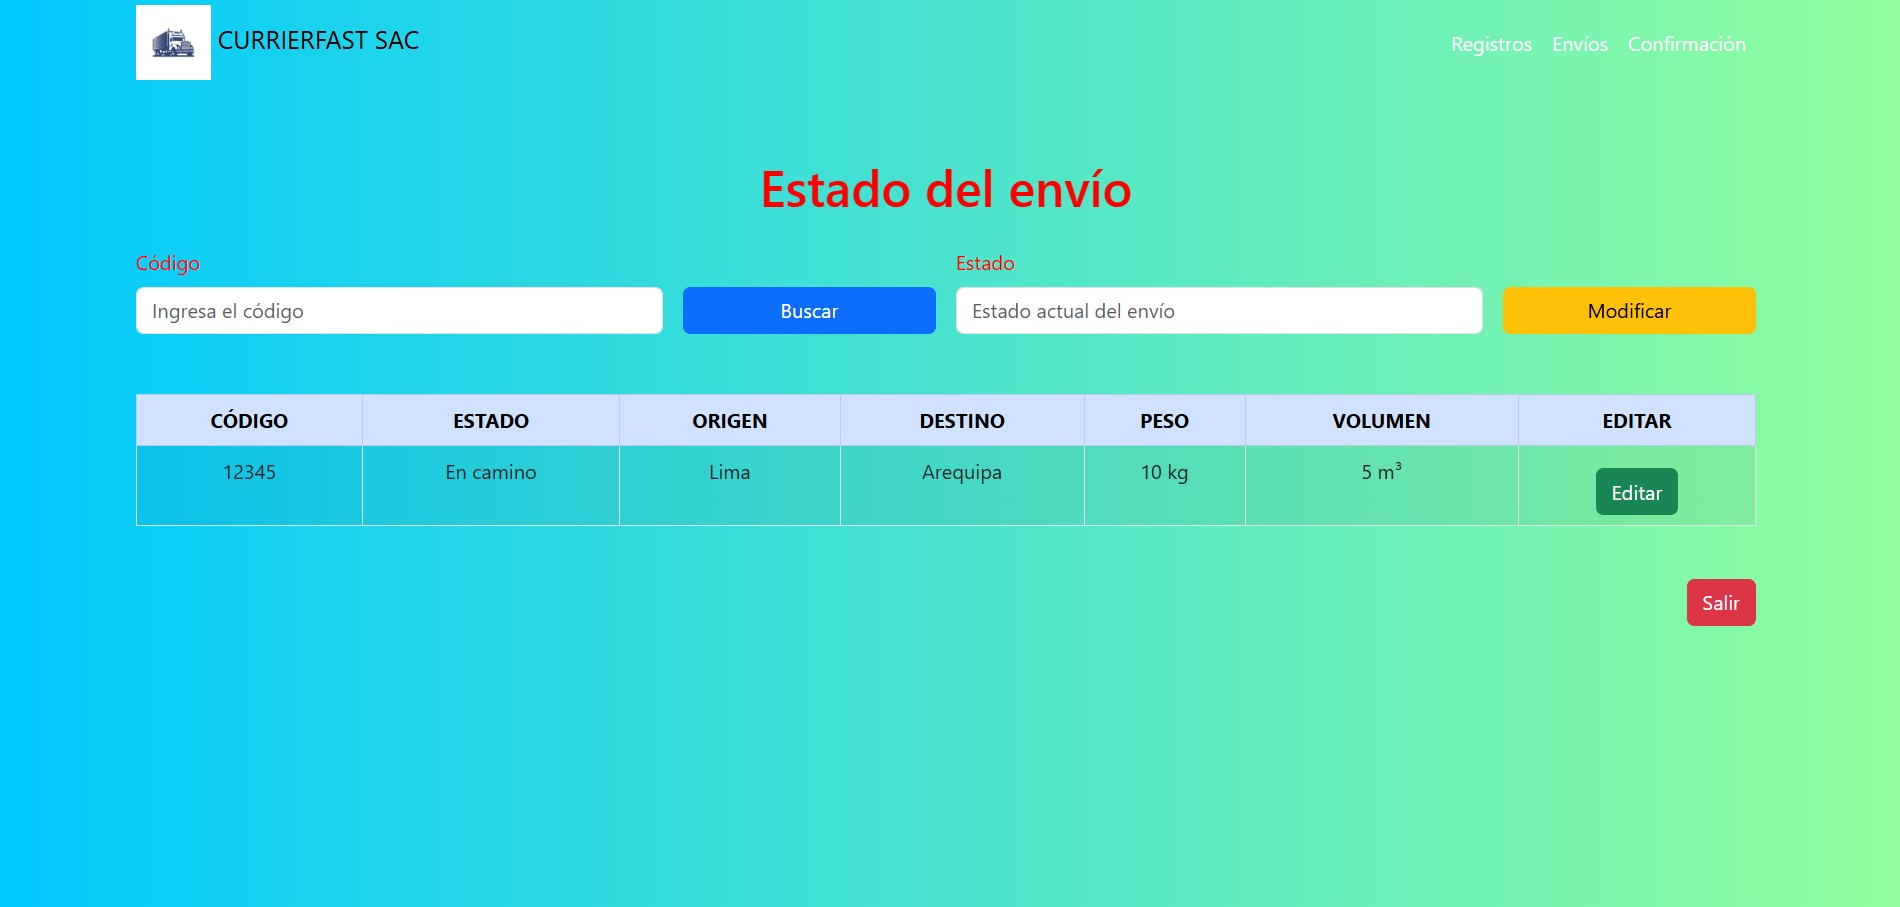 CURRIERFAST SAC
Registros Envíos Confirmación
Estado del envío
Código Estado
Ingresa el código Buscar Estado actual del envío Modificar
CÓDIGO ESTADO ORIGEN DESTINO PESO VOLUMEN EDITAR
12345 En camino Lima Arequipa 10 kg 5 m³ Editar
Salir